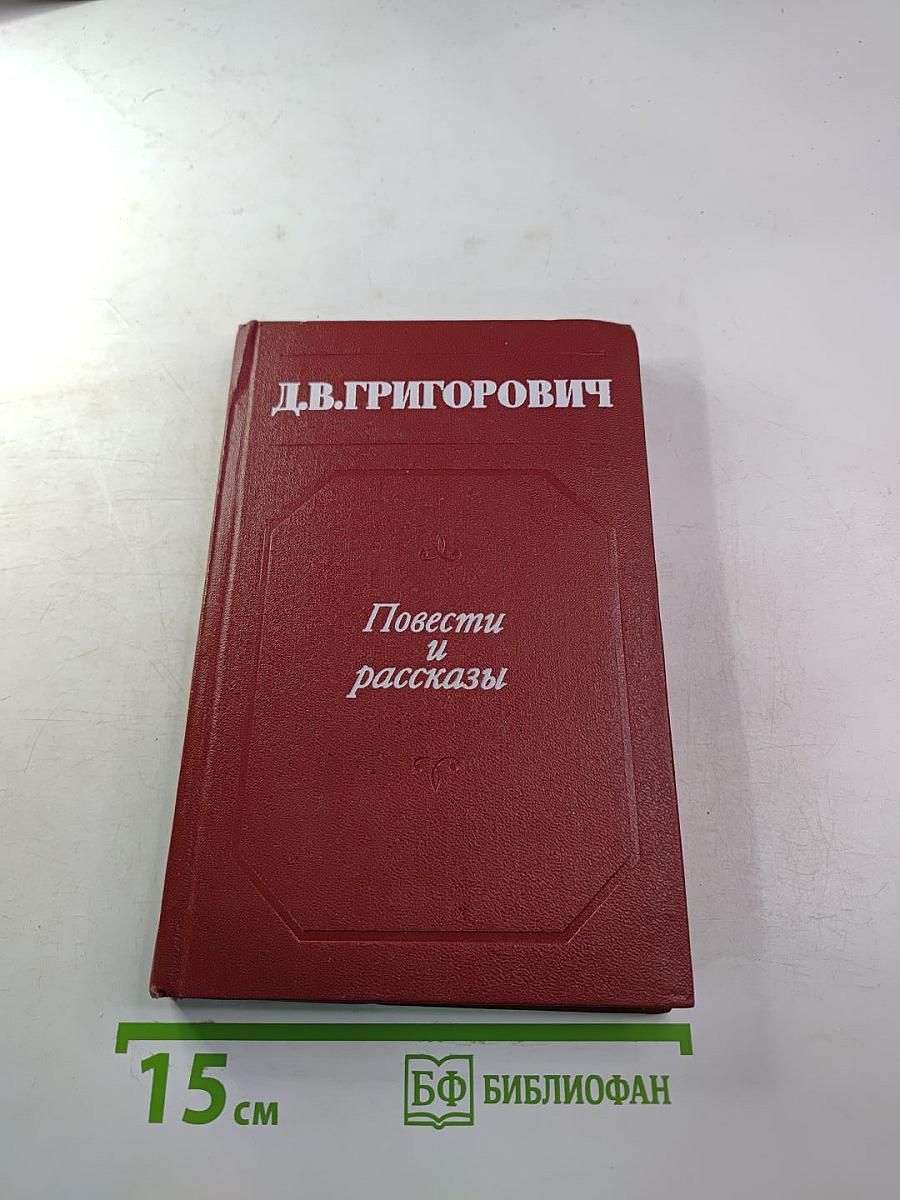 Д.В.ГРИГОРОВИЧ
Повести
и
рассказы
15 см
БФ БИБЛИОФАН